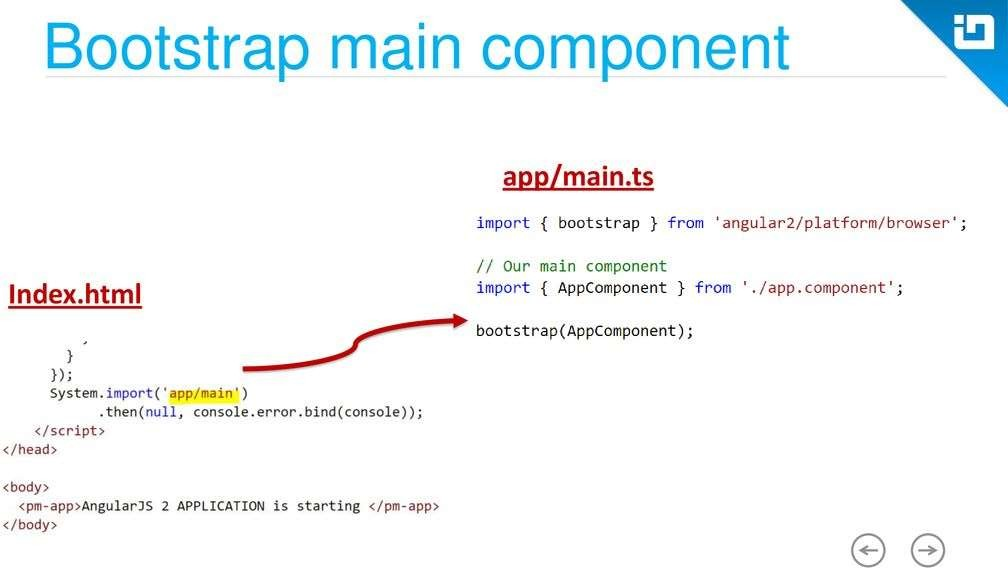 Bootstrap main component
app/main.ts
import { bootstrap } from 'angular2/platform/browser';
// Our main component
import { AppComponent } from './app.component';
bootstrap(AppComponent);
Index.html
}
});
System.import('app/main')
.then(null, console.error.bind(console));
</script>
</head>
<body>
<pm-app>AngularJS 2 APPLICATION is starting </pm-app>
</body>